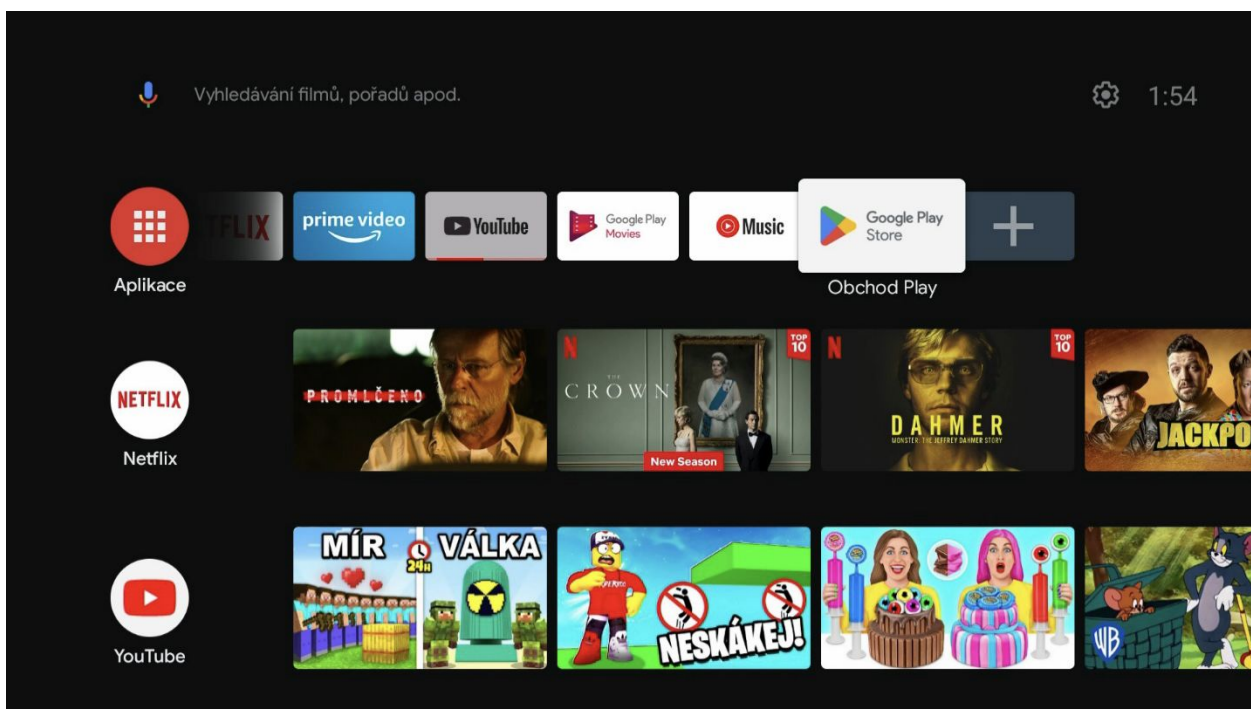 Vyhledávání filmů, pořadů apod.
1:54
Aplikace
TFLIX
prime video
YouTube
Google Play
Movies
Music
Google Play
Store
Obchod Play
NETFLIX
Netflix
PROMLČENO
N
THE
CROWN
TOP
10
New Season
N
DAHMER
MONSTER: THE JEFFREY DAHMER STORY
TOP
10
JACKPO
YouTube
MÍR
24H
VÁLKA
NESKÁKEJ!
WB